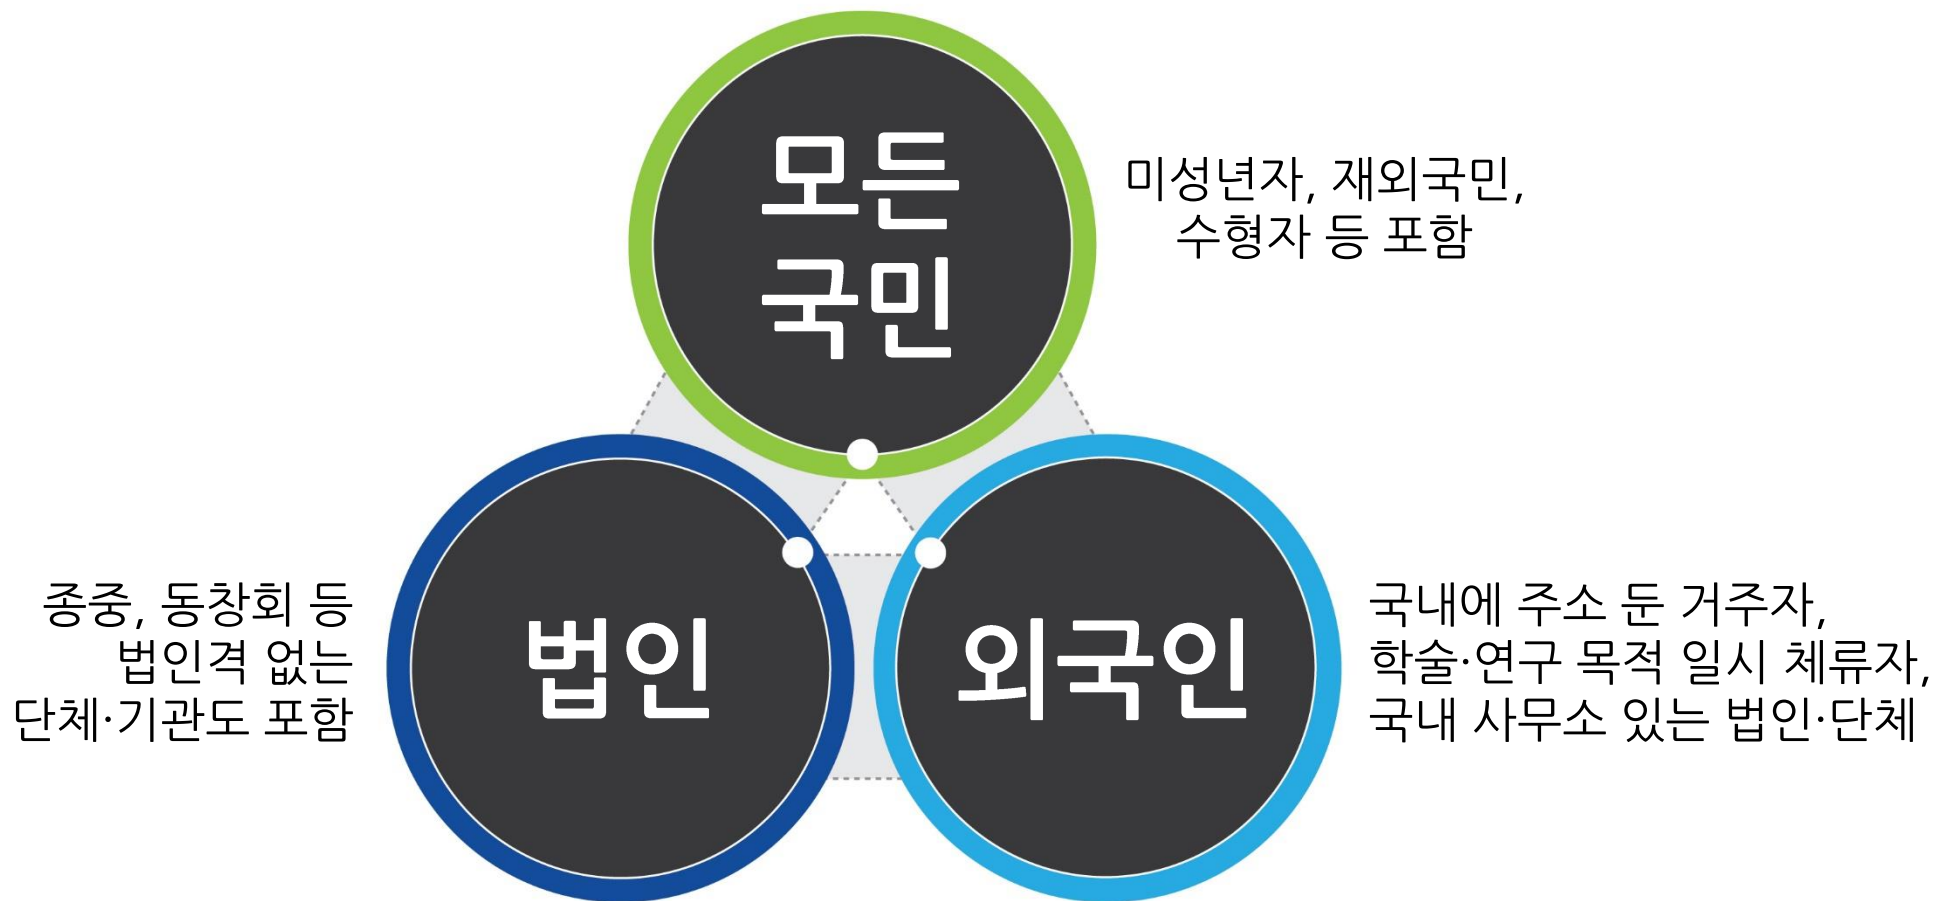 모든
국민
미성년자, 재외국민,
수형자 등 포함
종중, 동창회 등
법인격 없는
단체·기관도 포함
법인
외국인
국내에 주소 둔 거주자,
학술·연구 목적 일시 체류자,
국내 사무소 있는 법인·단체